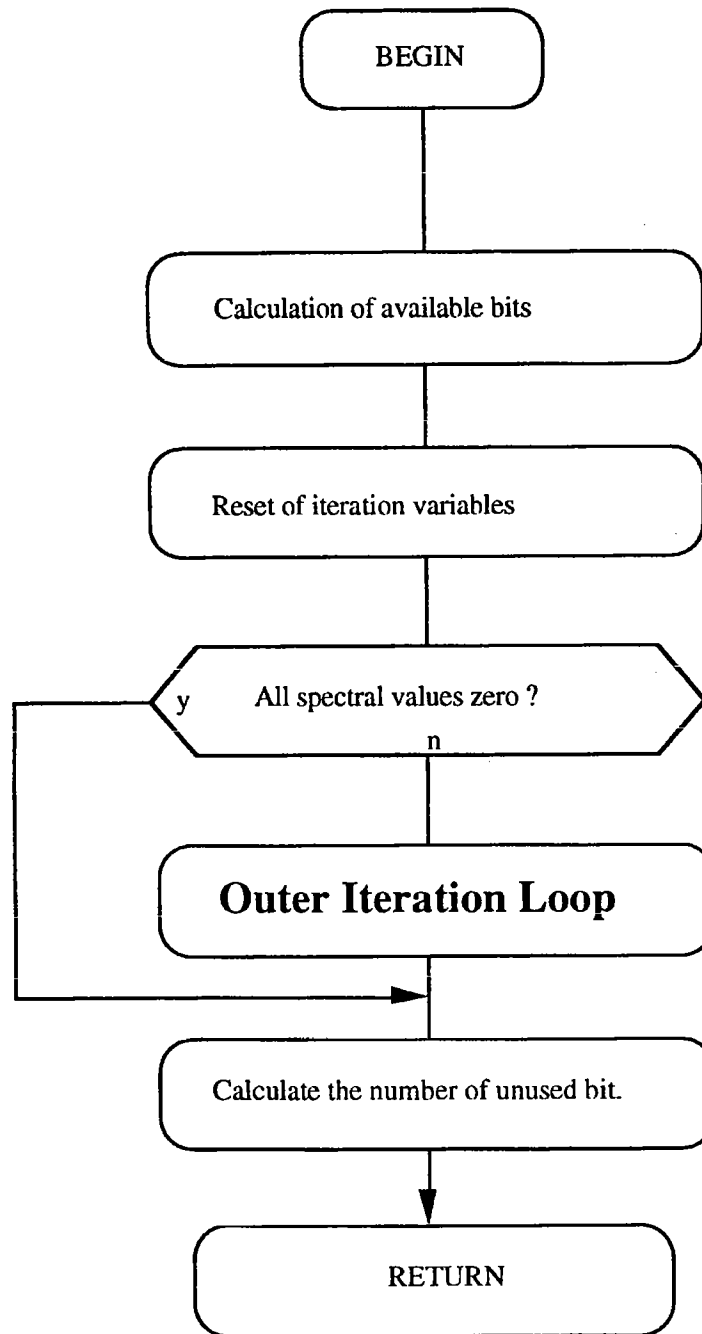 BEGIN
Calculation of available bits
Reset of iteration variables
y
All spectral values zero ?
n
Outer Iteration Loop
Calculate the number of unused bit.
RETURN